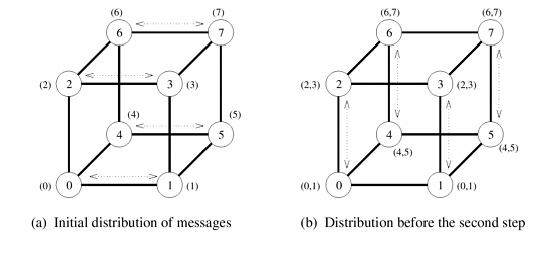 (6) (7) (6,7) (6,7)
6 7 6 7
(2) 2 3 (3) (2,3) 2 3 (2,3)
(4) (5)
4 5 4 5
(4,5) (4,5)
(0) 0 1 (1) (0,1) 0 1 (0,1)
(a) Initial distribution of messages
(b) Distribution before the second step